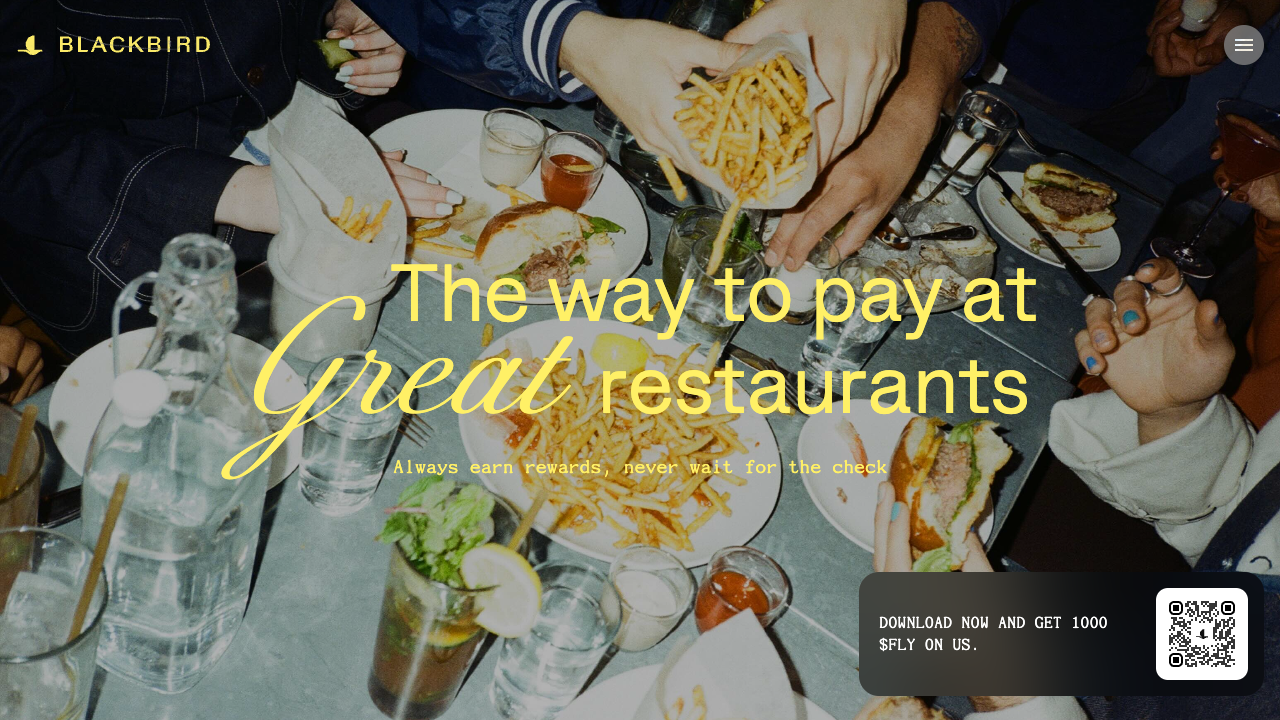 BLACKBIRD
The way to pay at
Great restaurants
Always earn rewards, never wait for the check
DOWNLOAD NOW AND GET 1000
$FLY ON US.